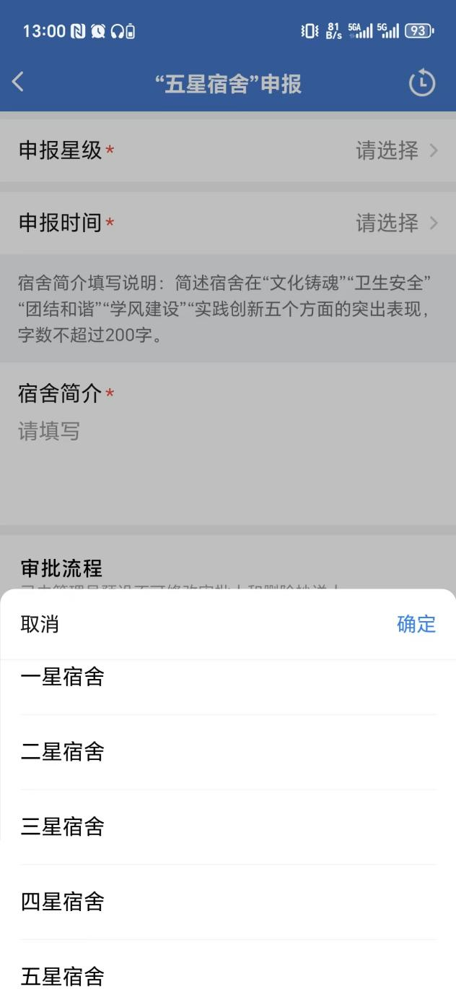 13:00
81 B/s 5GA 5G 93
“五星宿舍”申报
申报星级* 请选择
申报时间* 请选择
宿舍简介填写说明：简述宿舍在“文化铸魂”“卫生安全”
“团结和谐”“学风建设”“实践创新五个方面的突出表现，
字数不超过200字。
宿舍简介*
请填写
审批流程
取消 确定
一星宿舍
二星宿舍
三星宿舍
四星宿舍
五星宿舍